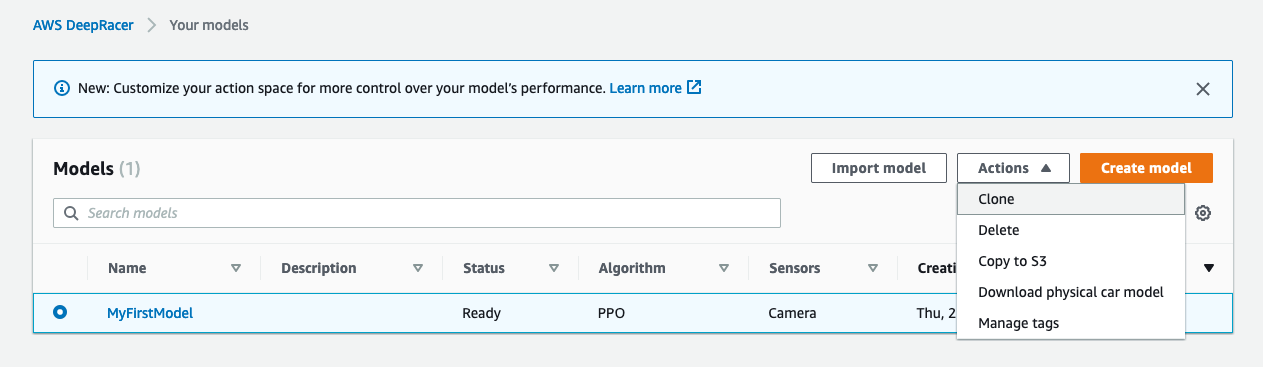 AWS DeepRacer > Your models
New: Customize your action space for more control over your model's performance. Learn more
Models (1)
Import model
Actions
Create model
Search models
Clone
Delete
Copy to S3
Download physical car model
Manage tags
Name Description Status Algorithm Sensors
MyFirstModel Ready PPO Camera Thu, 2